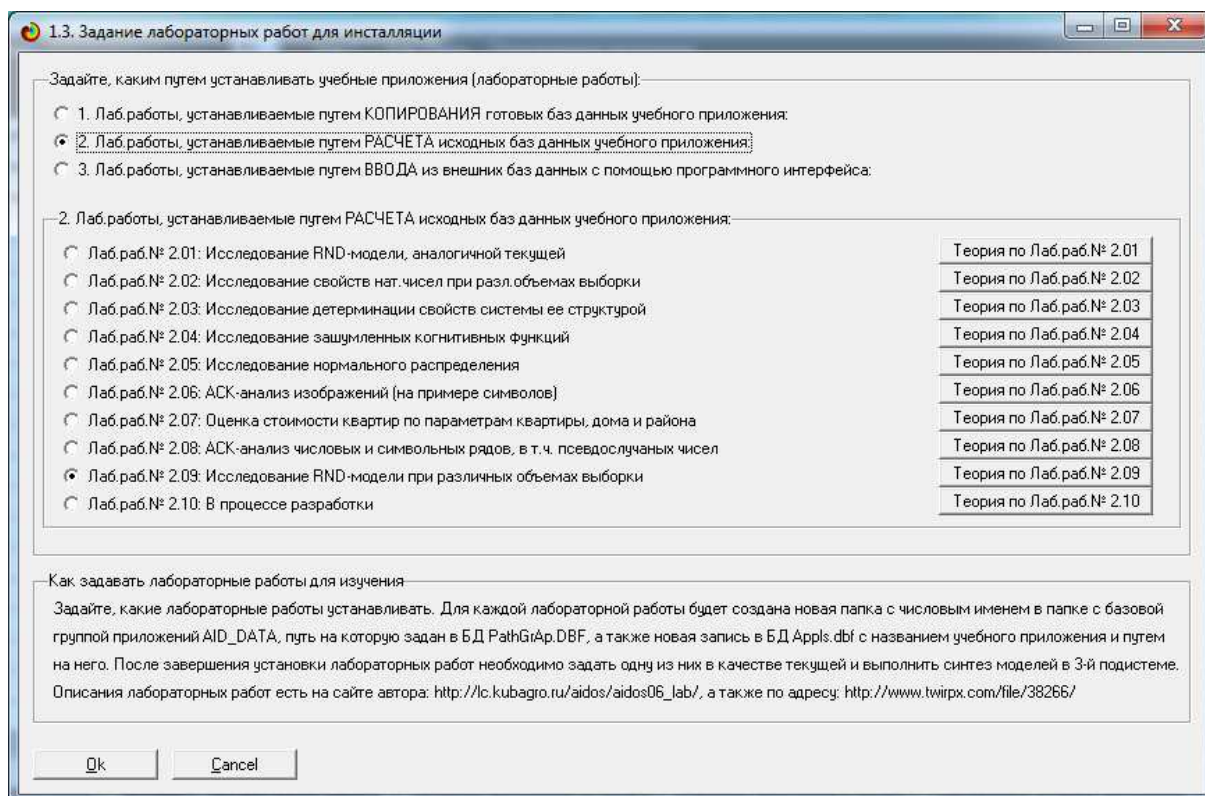 1.3. Задание лабораторных работ для инсталляции
Задайте, каким путем устанавливать учебные приложения (лабораторные работы):
1. Лаб.работы, устанавливаемые путем КОПИРОВАНИЯ готовых баз данных учебного приложения:
2. Лаб.работы, устанавливаемые путем РАСЧЕТА исходных баз данных учебного приложения:
3. Лаб.работы, устанавливаемые путем ВВОДА из внешних баз данных с помощью программного интерфейса:
2. Лаб.работы, устанавливаемые путем РАСЧЕТА исходных баз данных учебного приложения:
Лаб.раб.№ 2.01: Исследование RND-модели, аналогичной текущей Теория по Лаб.раб.№ 2.01
Лаб.раб.№ 2.02: Исследование свойств нат.чисел при разл.объемах выборки Теория по Лаб.раб.№ 2.02
Лаб.раб.№ 2.03: Исследование детерминации свойств системы ее структурой Теория по Лаб.раб.№ 2.03
Лаб.раб.№ 2.04: Исследование зашумленных когнитивных функций Теория по Лаб.раб.№ 2.04
Лаб.раб.№ 2.05: Исследование нормального распределения Теория по Лаб.раб.№ 2.05
Лаб.раб.№ 2.06: АСК-анализ изображений (на примере символов) Теория по Лаб.раб.№ 2.06
Лаб.раб.№ 2.07: Оценка стоимости квартир по параметрам квартиры, дома и района Теория по Лаб.раб.№ 2.07
Лаб.раб.№ 2.08: АСК-анализ числовых и символьных рядов, в т.ч. псевдослучаных чисел Теория по Лаб.раб.№ 2.08
Лаб.раб.№ 2.09: Исследование RND-модели при различных объемах выборки Теория по Лаб.раб.№ 2.09
Лаб.раб.№ 2.10: В процессе разработки Теория по Лаб.раб.№ 2.10
Как задавать лабораторные работы для изучения
Задайте, какие лабораторные работы устанавливать. Для каждой лабораторной работы будет создана новая папка с числовым именем в папке с базовой
группой приложений AID_DATA, путь на которую задан в БД PathGrAp.DBF, а также новая запись в БД Appls.dbf с названием учебного приложения и путем
на него. После завершения установки лабораторных работ необходимо задать одну из них в качестве текущей и выполнить синтез моделей в 3-й подистеме.
Описания лабораторных работ есть на сайте автора: http://lc.kubagro.ru/aidos/aidos06_lab/, а также по адресу: http://www.twirpx.com/file/38266/
Ok Cancel